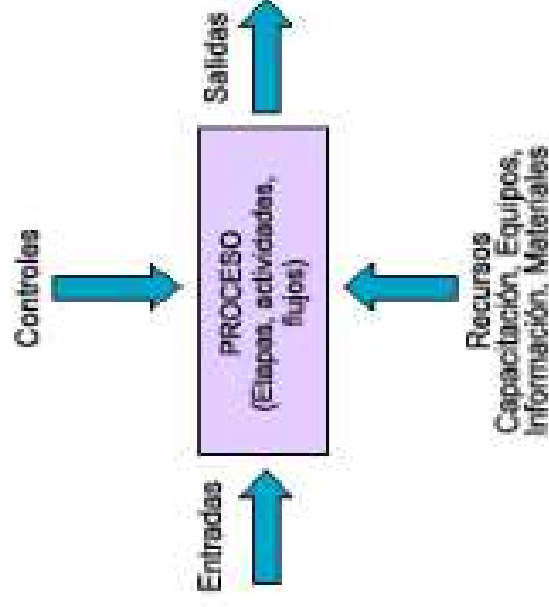 Controles
Entradas
PROCESO
(Etapas, actividades,
flujos)
Salidas
Recursos
Capacitación, Equipos,
Información, Materiales